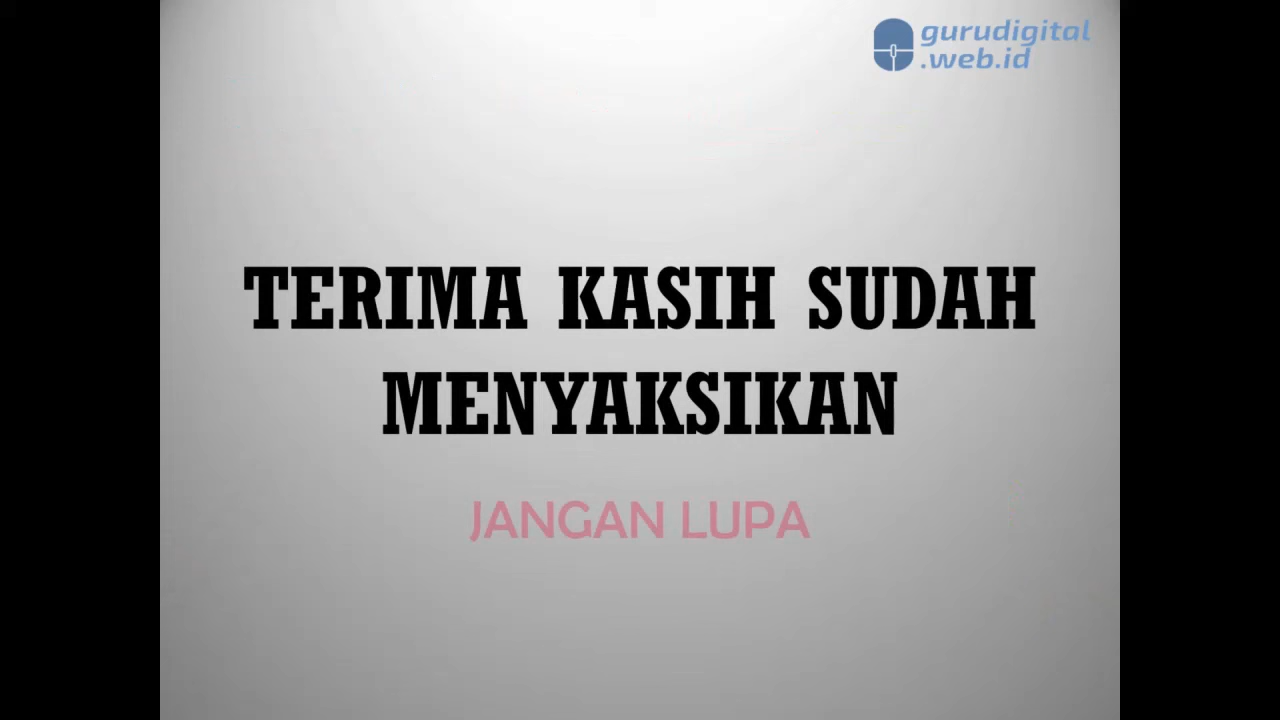 gurudigital
.web.id
TERIMA KASIH SUDAH
MENYAKSIKAN
JANGAN LUPA